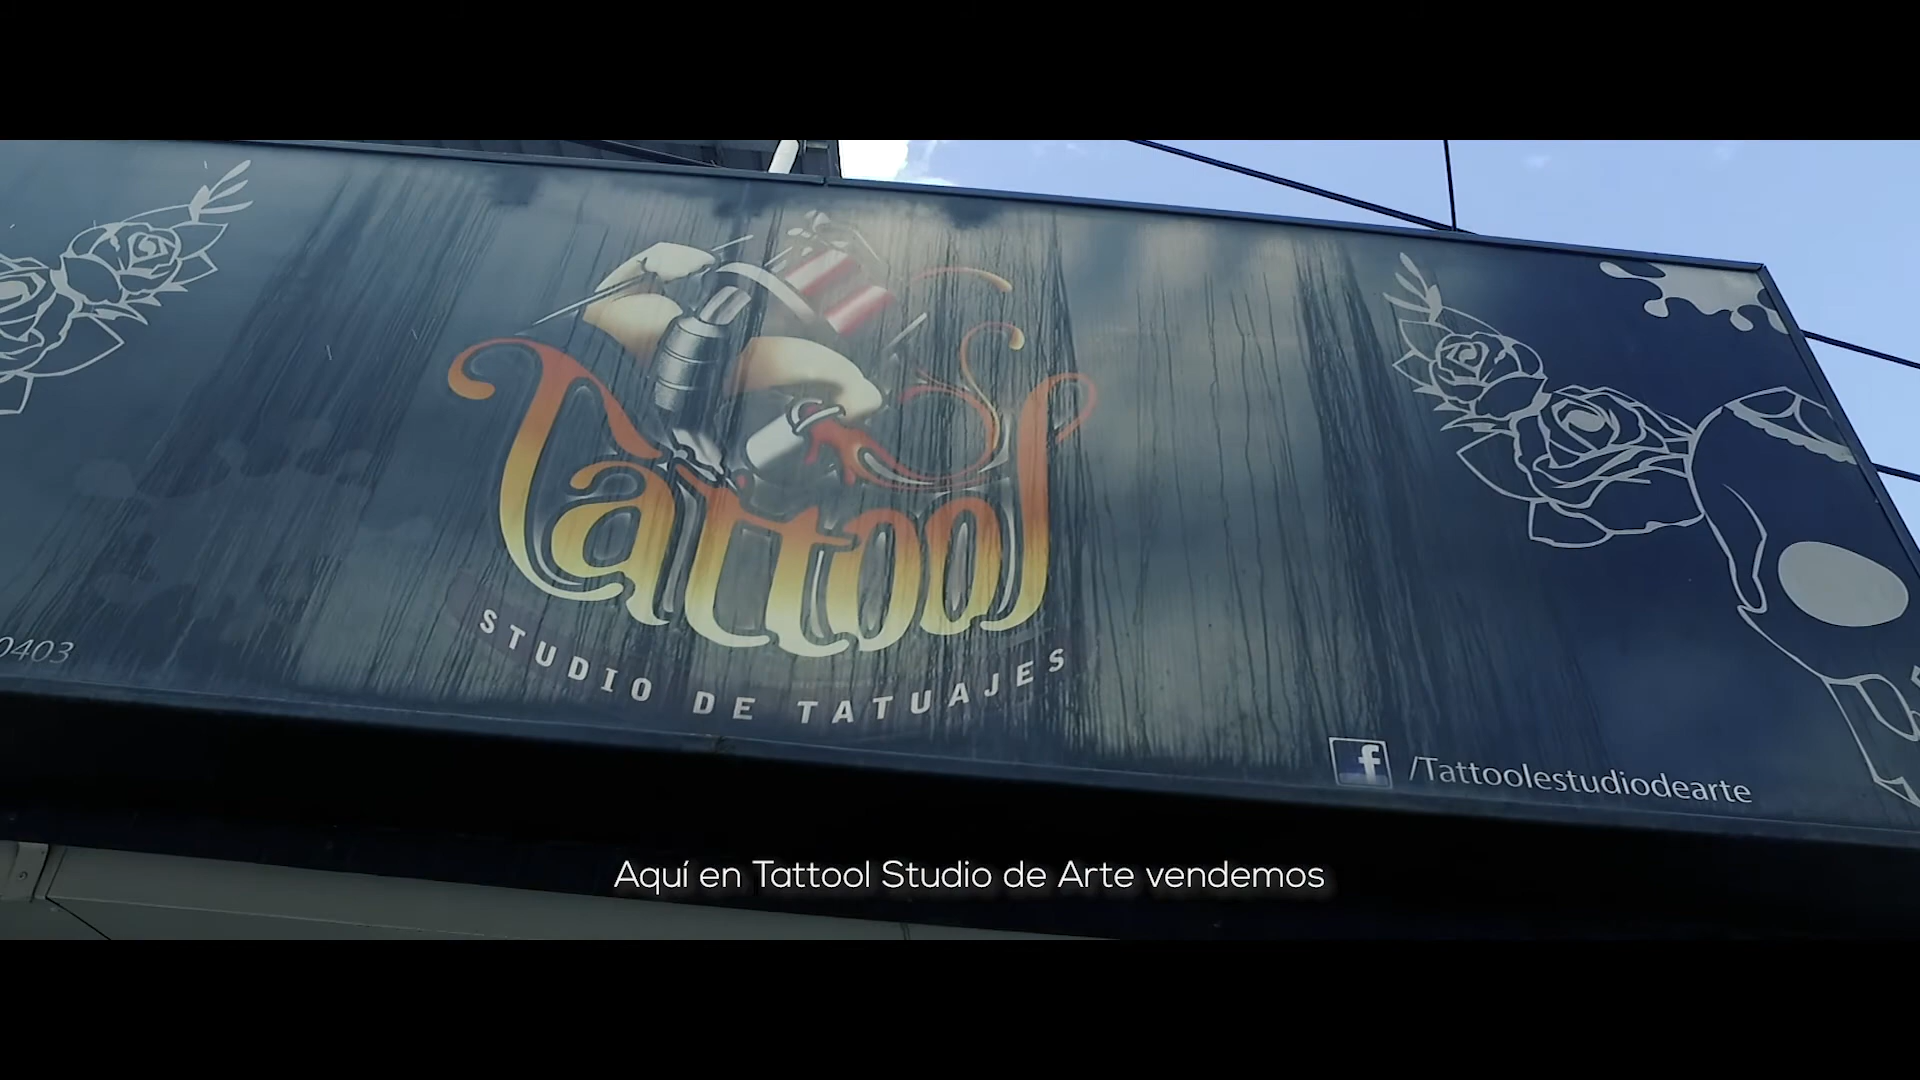 Tattool
STUDIO DE TATUAJES
0403
f /Tattoolestudiodearte
Aquí en Tattool Studio de Arte vendemos